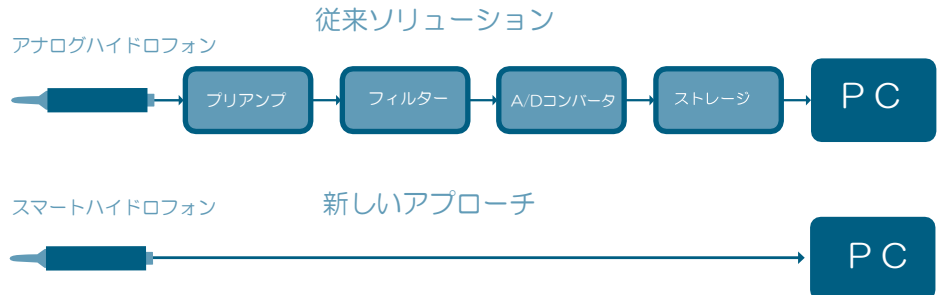 従来ソリューション
アナログハイドロフォン
プリアンプ
フィルター
A/Dコンバータ
ストレージ
ＰＣ
新しいアプローチ
スマートハイドロフォン
ＰＣ